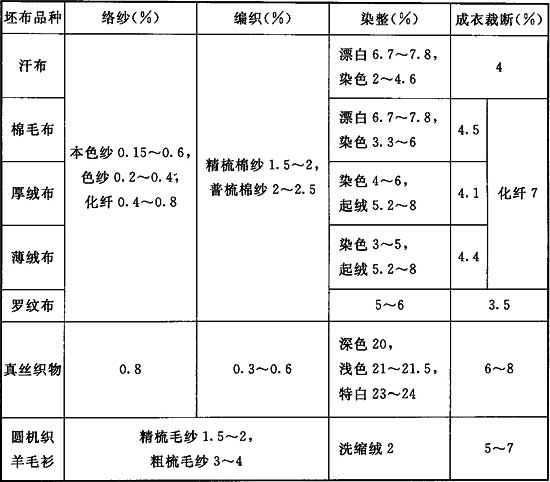 坯布品种 络纱(%) 编织(%) 染整(%) 成衣裁断(%)
汗布
漂白 6.7～7.8,
染色 2～4.6
4
棉毛布
漂白 6.7～7.8,
染色 3.3～6
4.5
本色纱 0.15～0.6,
色纱 0.2～0.4;
化纤 0.4～0.8
精梳棉纱 1.5～2,
普梳棉纱 2～2.5
厚绒布
染色 4～6,
起绒 5.2～8
4.1
化纤 7
薄绒布
染色 3～5,
起绒 5.2～8
4.4
罗纹布 5～6 3.5
真丝织物 0.8 0.3～0.6
深色 20,
浅色 21～21.5,
特白 23～24
6～8
圆机织
羊毛衫
精梳毛纱 1.5～2,
粗梳毛纱 3～4
洗缩绒 2
5～7